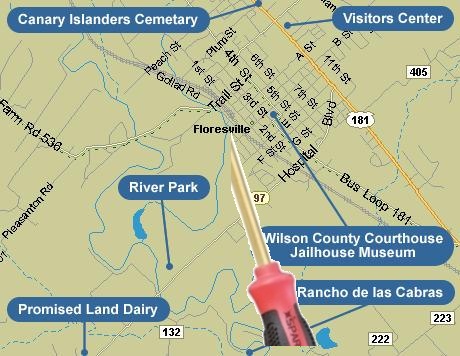 Canary Islanders Cemetary
Visitors Center
Peach St
Plum St
4th St
6th St
A St
B St
11th St
405
1st St
Goliad Rd
Trail St
3rd St
5th St
7th St
2nd St
F St
G St
E St
Blvd
Hospital
181
Farm Rd 536
Floresville
Bus Loop 181
Pleasanton Rd
River Park
97
Wilson County Courthouse
Jailhouse Museum
Rancho de las Cabras
Promised Land Dairy
132
323
222